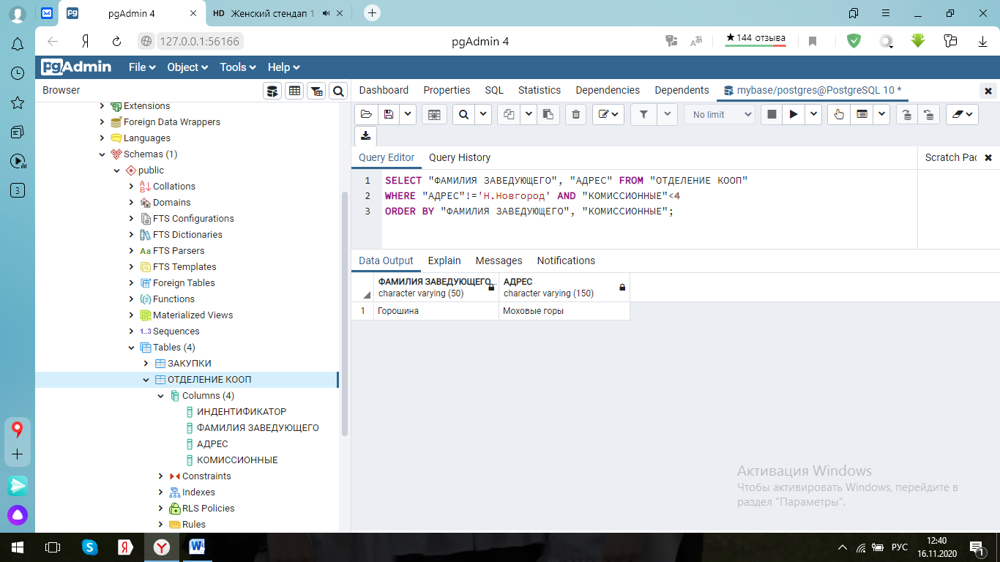 pgAdmin 4
HD Женский стендап 1
127.0.0.1:56166
pgAdmin 4
★144 отзыва
pgAdmin File Object Tools Help
Browser
Dashboard Properties SQL Statistics Dependencies Dependents mybase/postgres@PostgreSQL 10 *
No limit
Query Editor Query History
Scratch Pac
1 SELECT "ФАМИЛИЯ ЗАВЕДУЮЩЕГО", "АДРЕС" FROM "ОТДЕЛЕНИЕ КООП"
2 WHERE "АДРЕС"!='Н.Новгород' AND "КОМИССИОННЫЕ"<4
3 ORDER BY "ФАМИЛИЯ ЗАВЕДУЮЩЕГО", "КОМИССИОННЫЕ";
Data Output Explain Messages Notifications
ФАМИЛИЯ ЗАВЕДУЮЩЕГО... АДРЕС
character varying (50) character varying (150)
1 Горошина Моховые горы
Extensions
Foreign Data Wrappers
Languages
Schemas (1)
public
Collations
Domains
FTS Configurations
FTS Dictionaries
Aa FTS Parsers
FTS Templates
Foreign Tables
Functions
Materialized Views
1..3 Sequences
Tables (4)
ЗАКУПКИ
ОТДЕЛЕНИЕ КООП
Columns (4)
ИНДЕНТИФИКАТОР
ФАМИЛИЯ ЗАВЕДУЮЩЕГО
АДРЕС
КОМИССИОННЫЕ
Constraints
Indexes
RLS Policies
Rules
3
Активация Windows
Чтобы активировать Windows, перейдите в
раздел "Параметры".
РУС
12:40
16.11.2020
1